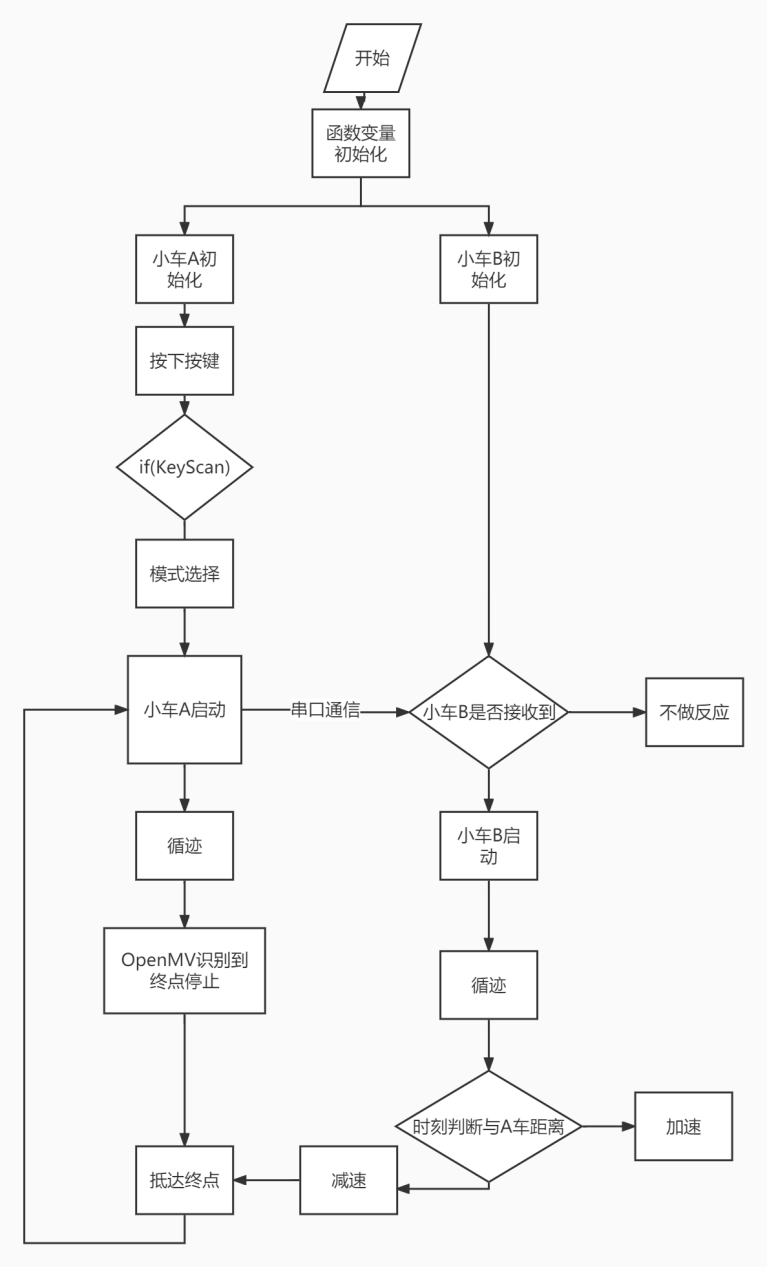 开始
函数变量
初始化
小车A初
始化
小车B初
始化
按下按键
if(KeyScan)
模式选择
小车A启动
串口通信
小车B是否接收到
不做反应
循迹
小车B启
动
OpenMV识别到
终点停止
循迹
时刻判断与A车距离
加速
抵达终点
减速